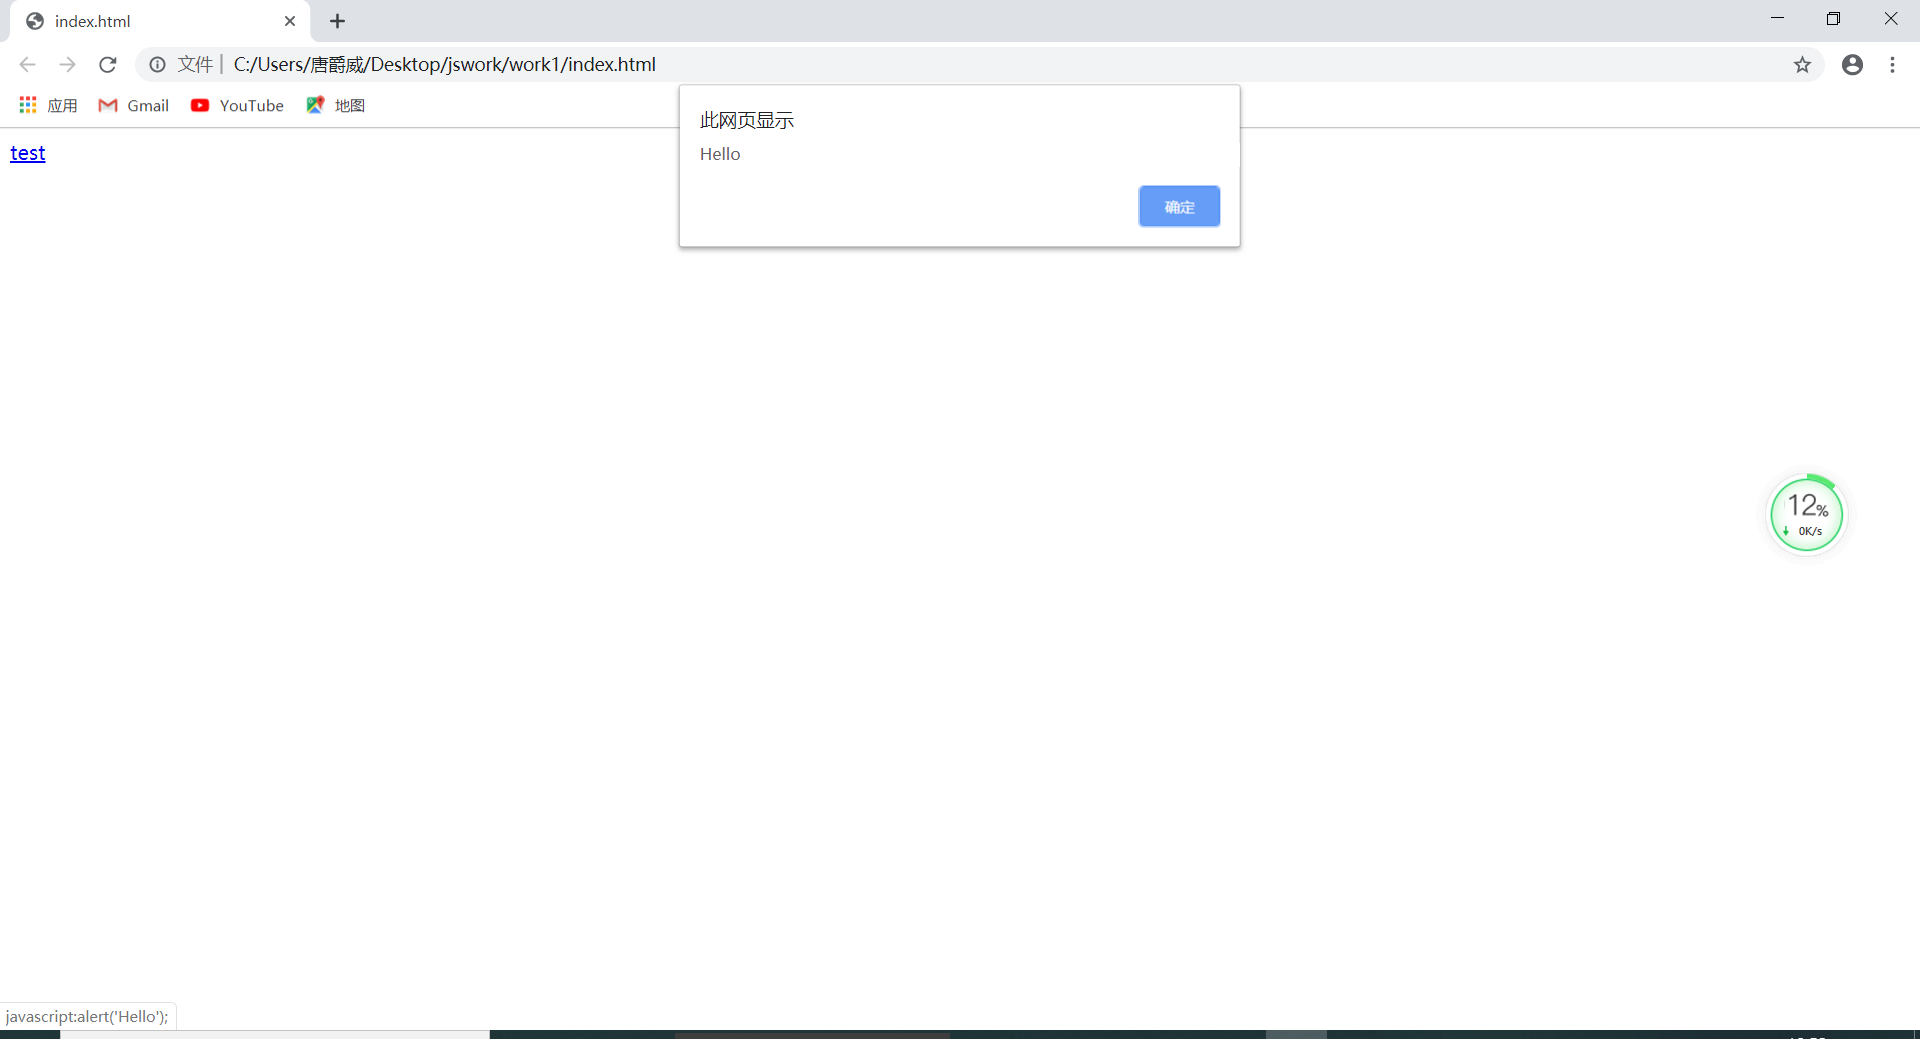 index.html
文件 C:/Users/唐爵威/Desktop/jswork/work1/index.html
应用 Gmail YouTube 地图
此网页显示
Hello
确定
test
12%
0K/s
javascript:alert('Hello');